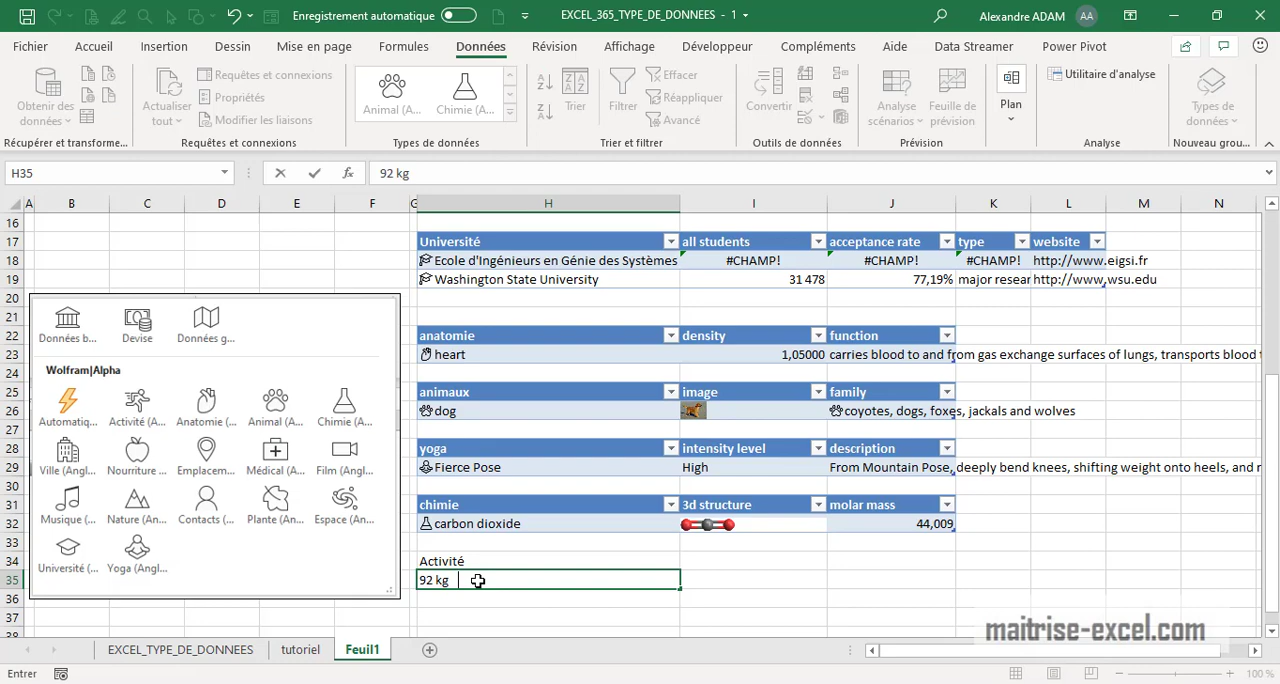 Enregistrement automatique
EXCEL_365_TYPE_DE_DONNEES - 1
Alexandre ADAM AA
Fichier Accueil Insertion Dessin Mise en page Formules Données Révision Affichage Développeur Compléments Aide Data Streamer Power Pivot
Obtenir des données
Actualiser tout
Requêtes et connexions
Propriétés
Modifier les liaisons
Animal (A...
Chimie (A...
Trier
Filtrer
Effacer
Réappliquer
Avancé
Convertir
Analyse scénarios
Feuille de prévision
Plan
Utilitaire d'analyse
Types de données
Récupérer et transforme...
Requêtes et connexions
Types de données
Trier et filtrer
Outils de données
Prévision
Analyse
Nouveau grou...
H35
fx
92 kg
A B C D E F G H I J K L M N
16
17 Université all students acceptance rate type website
18 Ecole d'Ingénieurs en Génie des Systèmes #CHAMP! #CHAMP! #CHAMP! http://www.eigsi.fr
19 Washington State University 31 478 77,19% major resear http://www.wsu.edu
20
21
22 anatomie density function
23 heart 1,05000 carries blood to and from gas exchange surfaces of lungs, transports blood t
24
25 animaux image family
26 dog coyotes, dogs, foxes, jackals and wolves
27
28 yoga intensity level description
29 Fierce Pose High From Mountain Pose, deeply bend knees, shifting weight onto heels, and r
30
31 chimie 3d structure molar mass
32 carbon dioxide 44,009
33
34 Activité
35 92 kg
36
37
38
Données b... Devise Données g...
Wolfram|Alpha
Automatiq... Activité (A... Anatomie (... Animal (A... Chimie (A...
Ville (Angl... Nourriture ... Emplacem... Médical (A... Film (Angl...
Musique (... Nature (An... Contacts (... Plante (An... Espace (An...
Université (... Yoga (Angl...
maitrise-excel.com
EXCEL_TYPE_DE_DONNEES tutoriel Feuil1
Entrer
100 %